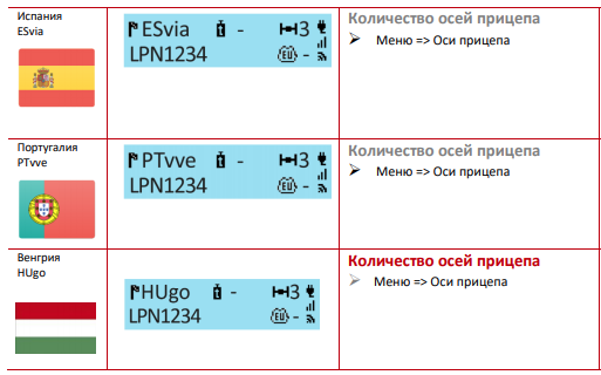 Испания
ESvia
ESvia t - 3
LPN1234 EU -
Количество осей прицепа
Меню => Оси прицепа
Португалия
PTvve
PTvve t - 3
LPN1234 EU -
Количество осей прицепа
Меню => Оси прицепа
Венгрия
HUgo
HUgo t - 3
LPN1234 EU -
Количество осей прицепа
Меню => Оси прицепа